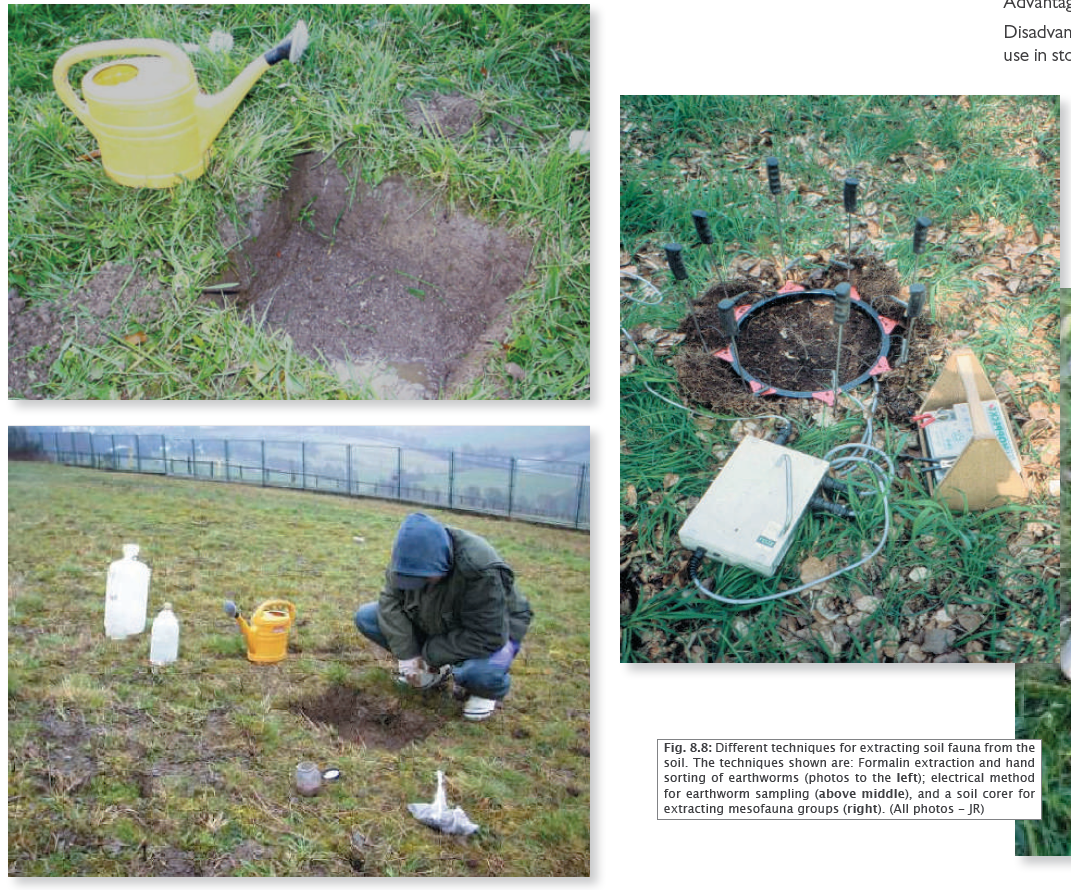 Advantag
Disadvan
use in sto
Fig. 8.8: Different techniques for extracting soil fauna from the
soil. The techniques shown are: Formalin extraction and hand
sorting of earthworms (photos to the left); electrical method
for earthworm sampling (above middle), and a soil corer for
extracting mesofauna groups (right). (All photos – JR)